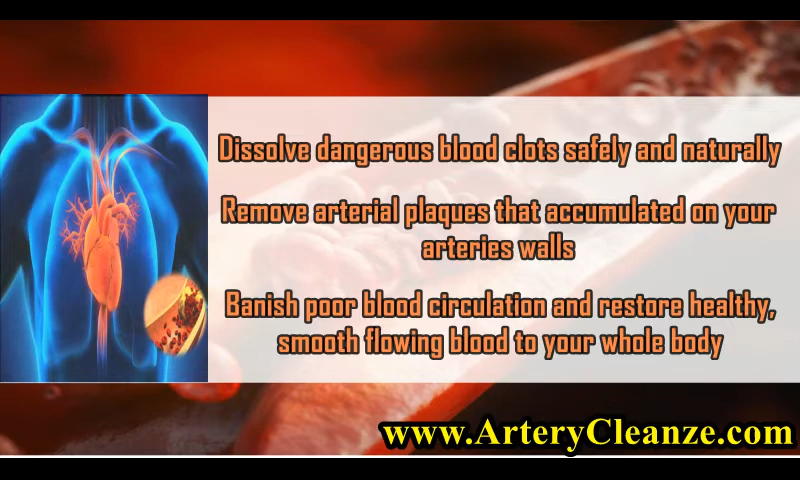 Dissolve dangerous blood clots safely and naturally
Remove arterial plaques that accumulated on your
arteries walls
Banish poor blood circulation and restore healthy,
smooth flowing blood to your whole body
www.ArteryCleanze.com